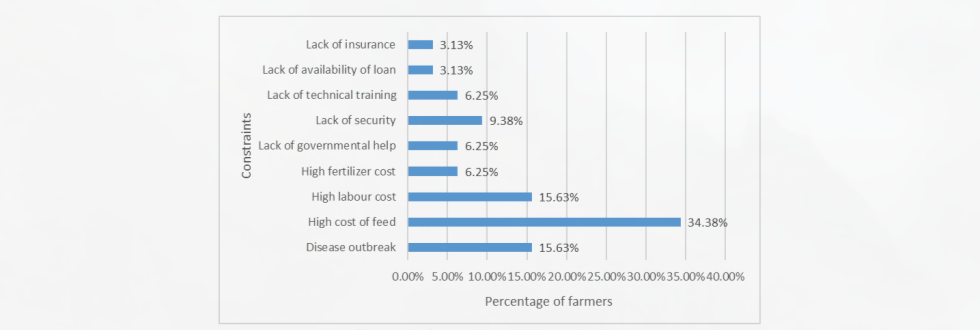 Lack of insurance 3.13%
Lack of availability of loan 3.13%
Lack of technical training 6.25%
Lack of security 9.38%
Lack of governmental help 6.25%
High fertilizer cost 6.25%
High labour cost 15.63%
High cost of feed 34.38%
Disease outbreak 15.63%
Constraints
0.00% 5.00% 10.00% 15.00% 20.00% 25.00% 30.00% 35.00% 40.00%
Percentage of farmers